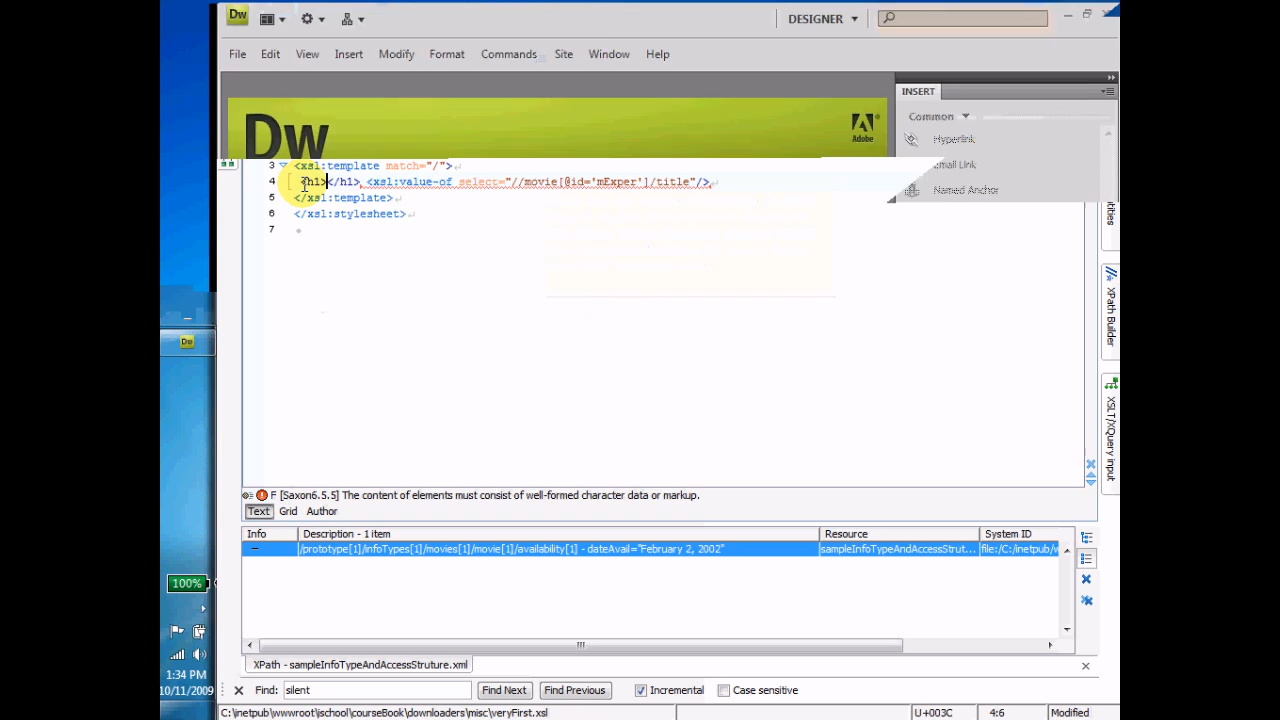 Dw
DESIGNER
File Edit View Insert Modify Format Commands Site Window Help
INSERT
Dw
Adobe
Common
Hyperlink
Email Link
Named Anchor
3 <xsl:template match="/">
4 <h1></h1> <xsl:value-of select="//movie[@id='mExper']/title"/>
5 </xsl:template>
6 </xsl:stylesheet>
7
XPath Builder
XSLT/XQuery input
Dw
F [Saxon6.5.5] The content of elements must consist of well-formed character data or markup.
Text Grid Author
Info Description - 1 item Resource System ID
/prototype[1]/infoTypes[1]/movies[1]/movie[1]/availability[1] - dateAvail="February 2, 2002" sampleInfoTypeAndAccessStrut... file:/C:/inetpub/w
100%
XPath - sampleInfoTypeAndAccessStruture.xml
1:34 PM
10/11/2009
Find: silent Find Next Find Previous Incremental Case sensitive
C:\inetpub\wwwroot\ischool\courseBook\downloaders\misc\veryFirst.xsl U+003C 4:6 Modified